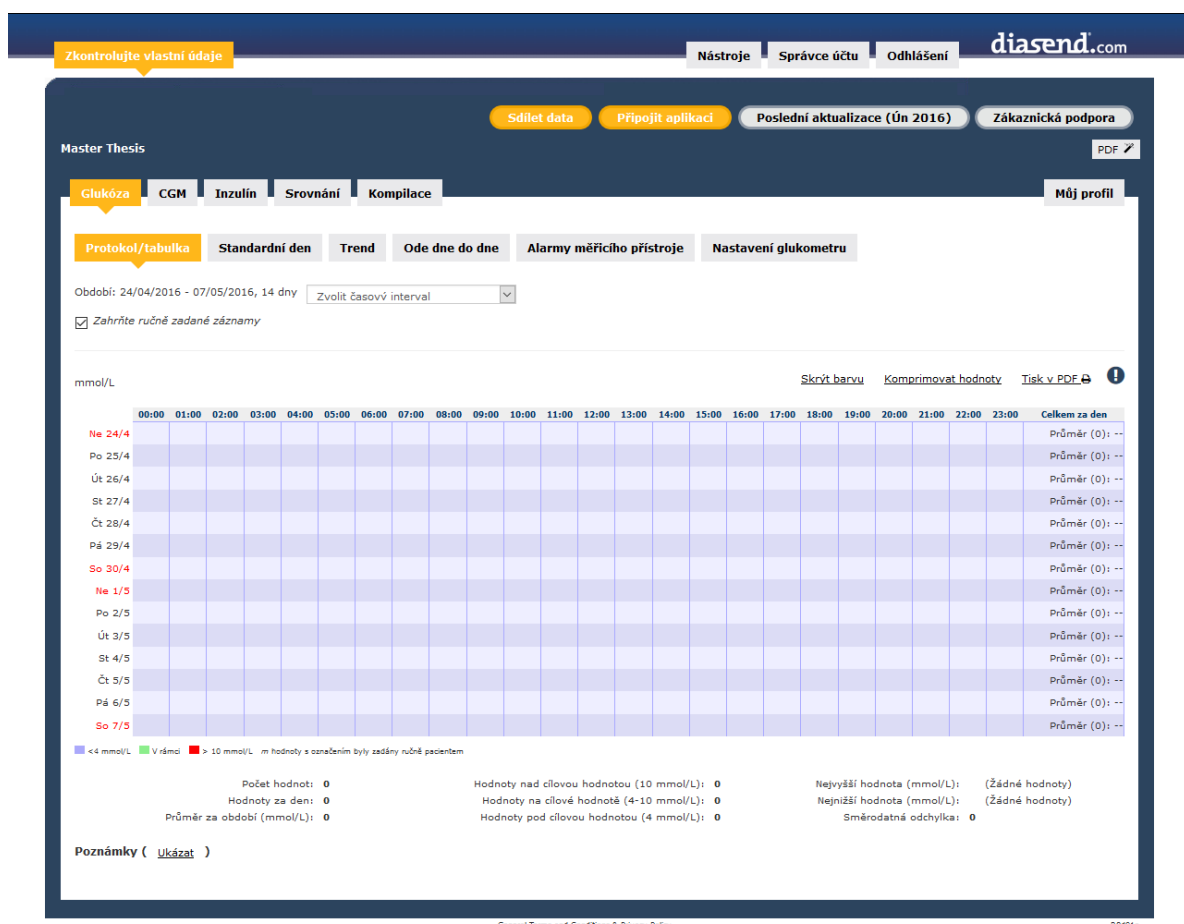 diasend.com
Zkontrolujte vlastní údaje Nástroje Správce účtu Odhlášení
Sdílet data Připojit aplikaci Poslední aktualizace (Ún 2016) Zákaznická podpora
Master Thesis PDF
Glukóza CGM Inzulín Srovnání Kompilace Můj profil
Protokol/tabulka Standardní den Trend Ode dne do dne Alarmy měřicího přístroje Nastavení glukometru
Období: 24/04/2016 - 07/05/2016, 14 dny Zvolit časový interval
Zahrňte ručně zadané záznamy
mmol/L Skrýt barvu Komprimovat hodnoty Tisk v PDF
00:00 01:00 02:00 03:00 04:00 05:00 06:00 07:00 08:00 09:00 10:00 11:00 12:00 13:00 14:00 15:00 16:00 17:00 18:00 19:00 20:00 21:00 22:00 23:00 Celkem za den
Ne 24/4 Průměr (0): --
Po 25/4 Průměr (0): --
Út 26/4 Průměr (0): --
St 27/4 Průměr (0): --
Čt 28/4 Průměr (0): --
Pá 29/4 Průměr (0): --
So 30/4 Průměr (0): --
Ne 1/5 Průměr (0): --
Po 2/5 Průměr (0): --
Út 3/5 Průměr (0): --
St 4/5 Průměr (0): --
Čt 5/5 Průměr (0): --
Pá 6/5 Průměr (0): --
So 7/5 Průměr (0): --
<4 mmol/L V rámci > 10 mmol/L m hodnoty s označením byly zadány ručně pacientem
Počet hodnot: 0 Hodnoty nad cílovou hodnotou (10 mmol/L): 0 Nejvyšší hodnota (mmol/L): (Žádné hodnoty)
Hodnoty za den: 0 Hodnoty na cílové hodnotě (4-10 mmol/L): 0 Nejnižší hodnota (mmol/L): (Žádné hodnoty)
Průměr za období (mmol/L): 0 Hodnoty pod cílovou hodnotou (4 mmol/L): 0 Směrodatná odchylka: 0
Poznámky ( Ukázat )